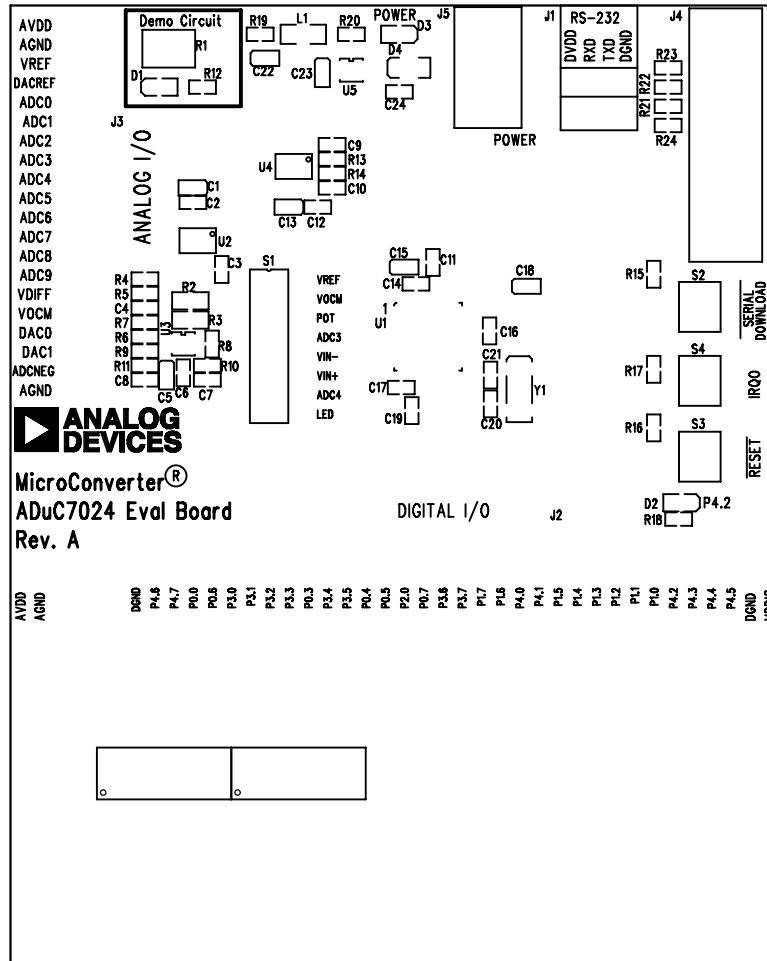 AVDD
AGND
VREF
DACREF
ADC0
ADC1
ADC2
ADC3
ADC4
ADC5
ADC6
ADC7
ADC8
ADC9
VDIFF
VOCM
DAC0
DAC1
ADCNEG
AGND
Demo Circuit
R1
D1
R12
J3
ANALOG I/O
R19
L1
R20
C22
C23
U5
POWER
D3
D4
C24
J5
POWER
J1
RS-232
DVDD
RXD
TXD
DGND
J4
R23
R22
R21
R24
U4
C9
R13
R14
C10
C13
C12
C1
C2
U2
C3
R4
R5
C4
R7
R6
R9
R11
C8
R2
R3
U3
R8
R10
C5
C6
C7
S1
VREF
VOCM
POT
ADC3
VIN-
VIN+
ADC4
LED
C15
C11
C14
1
U1
C18
C16
C21
C17
C19
C20
Y1
R15
S2
SERIAL
DOWNLOAD
R17
S4
IRQ0
R16
S3
RESET
D2
P4.2
R18
ANALOG
DEVICES
MicroConverter®
ADuC7024 Eval Board
Rev. A
DIGITAL I/O
J2
AVDD
AGND
DGND
P4.6
P4.7
P0.0
P0.6
P3.0
P3.1
P3.2
P3.3
P0.3
P3.4
P3.5
P0.4
P0.5
P2.0
P0.7
P3.6
P3.7
P1.7
P1.6
P4.0
P4.1
P1.5
P1.4
P1.3
P1.2
P1.1
P1.0
P4.2
P4.3
P4.4
P4.5
DGND